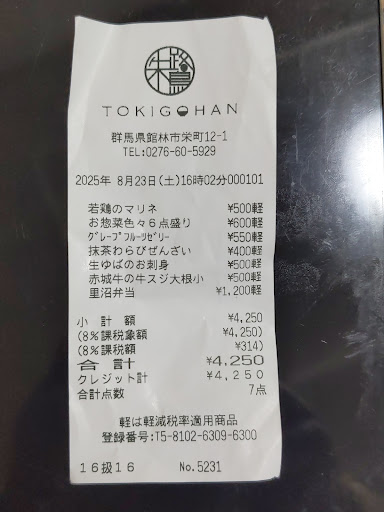 朱鷺
TOKIGOHAN
群馬県館林市栄町12-1
TEL:0276-60-5929
2025年 8月23日(土)16時02分000101
若鶏のマリネ ¥500軽
お惣菜色々6点盛り ¥600軽
グレープフルーツゼリー ¥550軽
抹茶わらびぜんざい ¥400軽
生ゆばのお刺身 ¥500軽
赤城牛の牛スジ大根小 ¥500軽
里沼弁当 ¥1,200軽
小 計 額 ¥4,250
(8%課税象額 ¥4,250)
(8%課税額 ¥314)
合 計 ¥4,250
クレジット計 ¥4,250
合計点数 7点
軽は軽減税率適用商品
登録番号:T5-8102-6309-6300
16扱16 No.5231